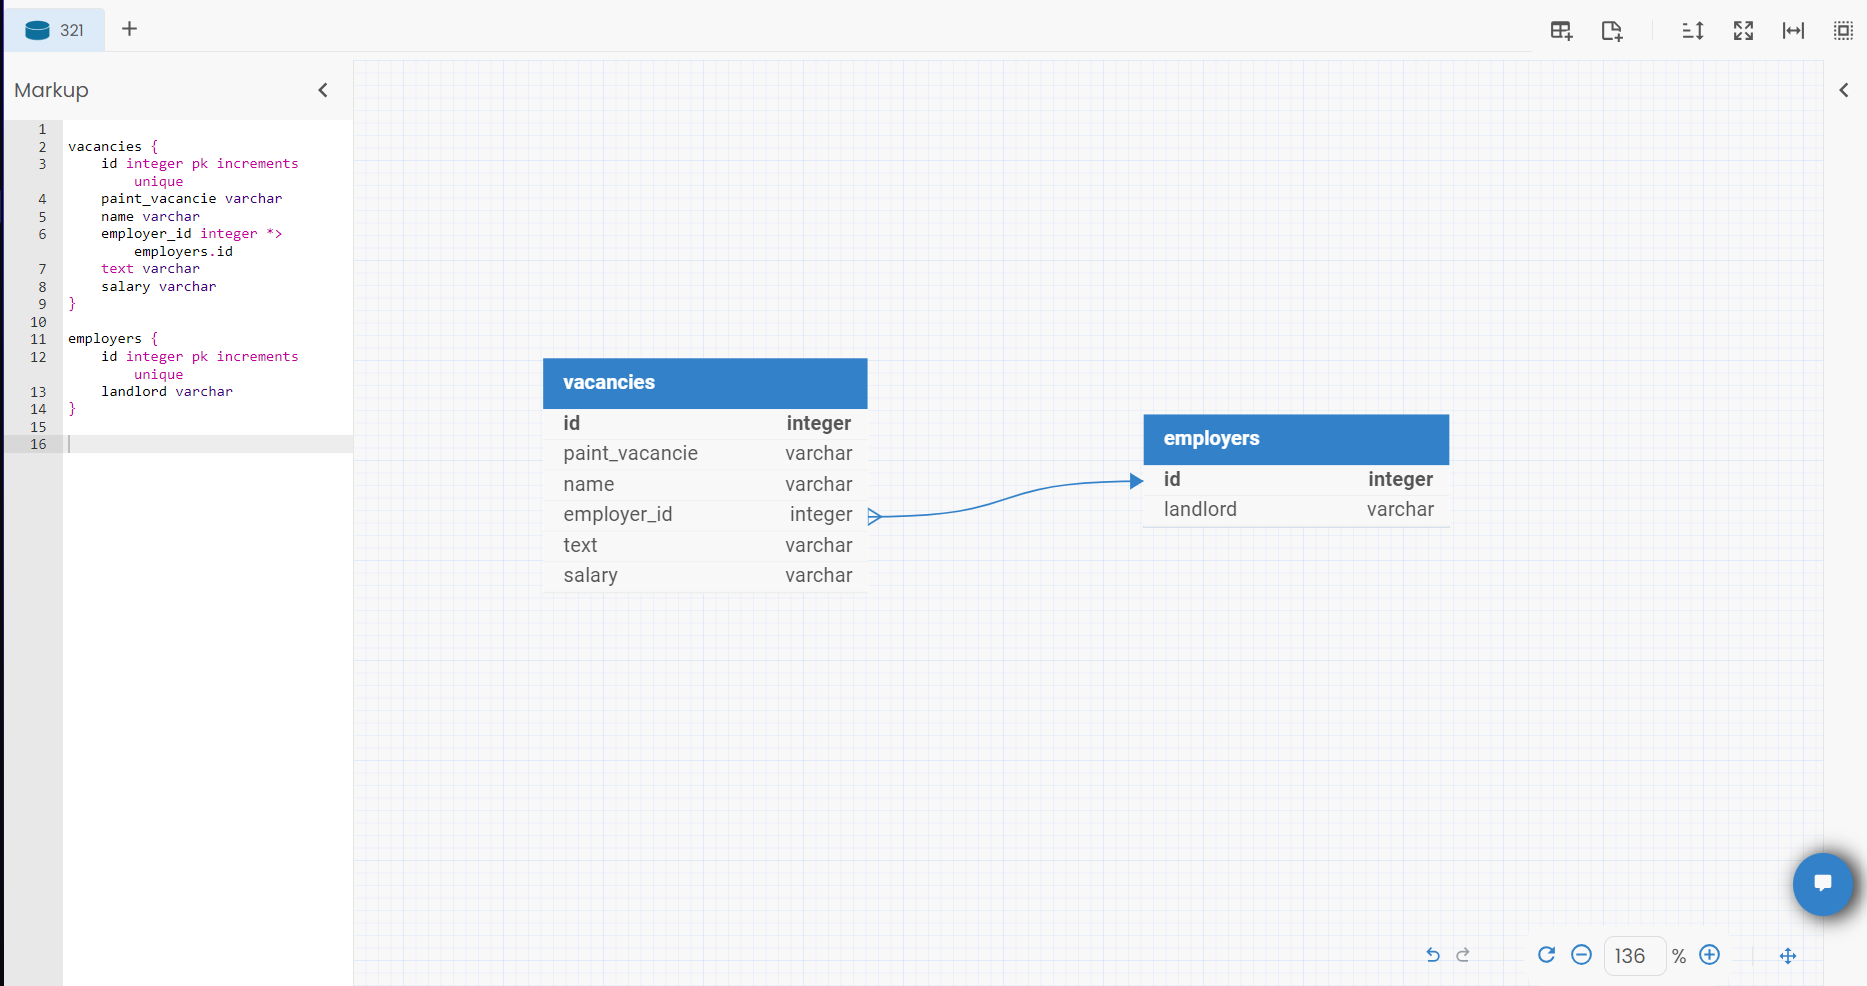 321
Markup
1
2 vacancies {
3 id integer pk increments
unique
4 paint_vacancie varchar
5 name varchar
6 employer_id integer *>
employers.id
7 text varchar
8 salary varchar
9 }
10
11 employers {
12 id integer pk increments
unique
13 landlord varchar
14 }
15
16
vacancies
id integer
paint_vacancie varchar
name varchar
employer_id integer
text varchar
salary varchar
employers
id integer
landlord varchar
136 %